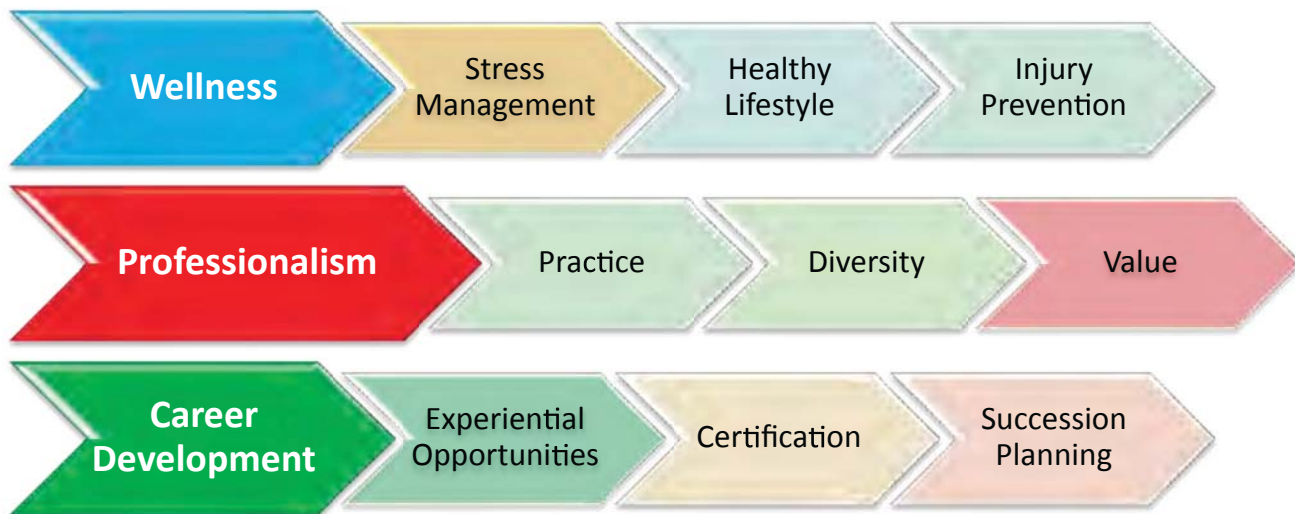 Wellness
Stress
Management
Healthy
Lifestyle
Injury
Prevention
Professionalism
Practice
Diversity
Value
Career
Development
Experiential
Opportunities
Certification
Succession
Planning